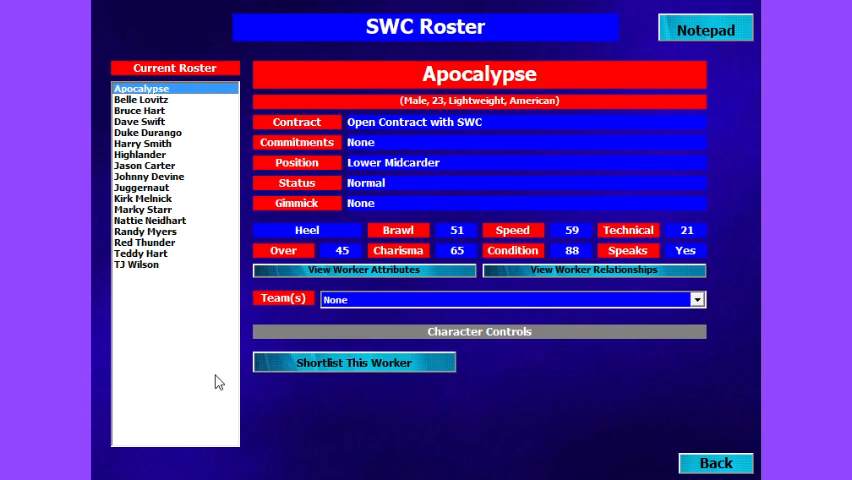 SWC Roster
Notepad
Current Roster
Apocalypse
Belle Lovitz
Bruce Hart
Dave Swift
Duke Durango
Harry Smith
Highlander
Jason Carter
Johnny Devine
Juggernaut
Kirk Melnick
Marky Starr
Nattie Neidhart
Randy Myers
Red Thunder
Teddy Hart
TJ Wilson
Apocalypse
(Male, 23, Lightweight, American)
Contract Open Contract with SWC
Commitments None
Position Lower Midcarder
Status Normal
Gimmick None
Heel Brawl 51 Speed 59 Technical 21
Over 45 Charisma 65 Condition 88 Speaks Yes
View Worker Attributes View Worker Relationships
Team(s) None
Character Controls
Shortlist This Worker
Back